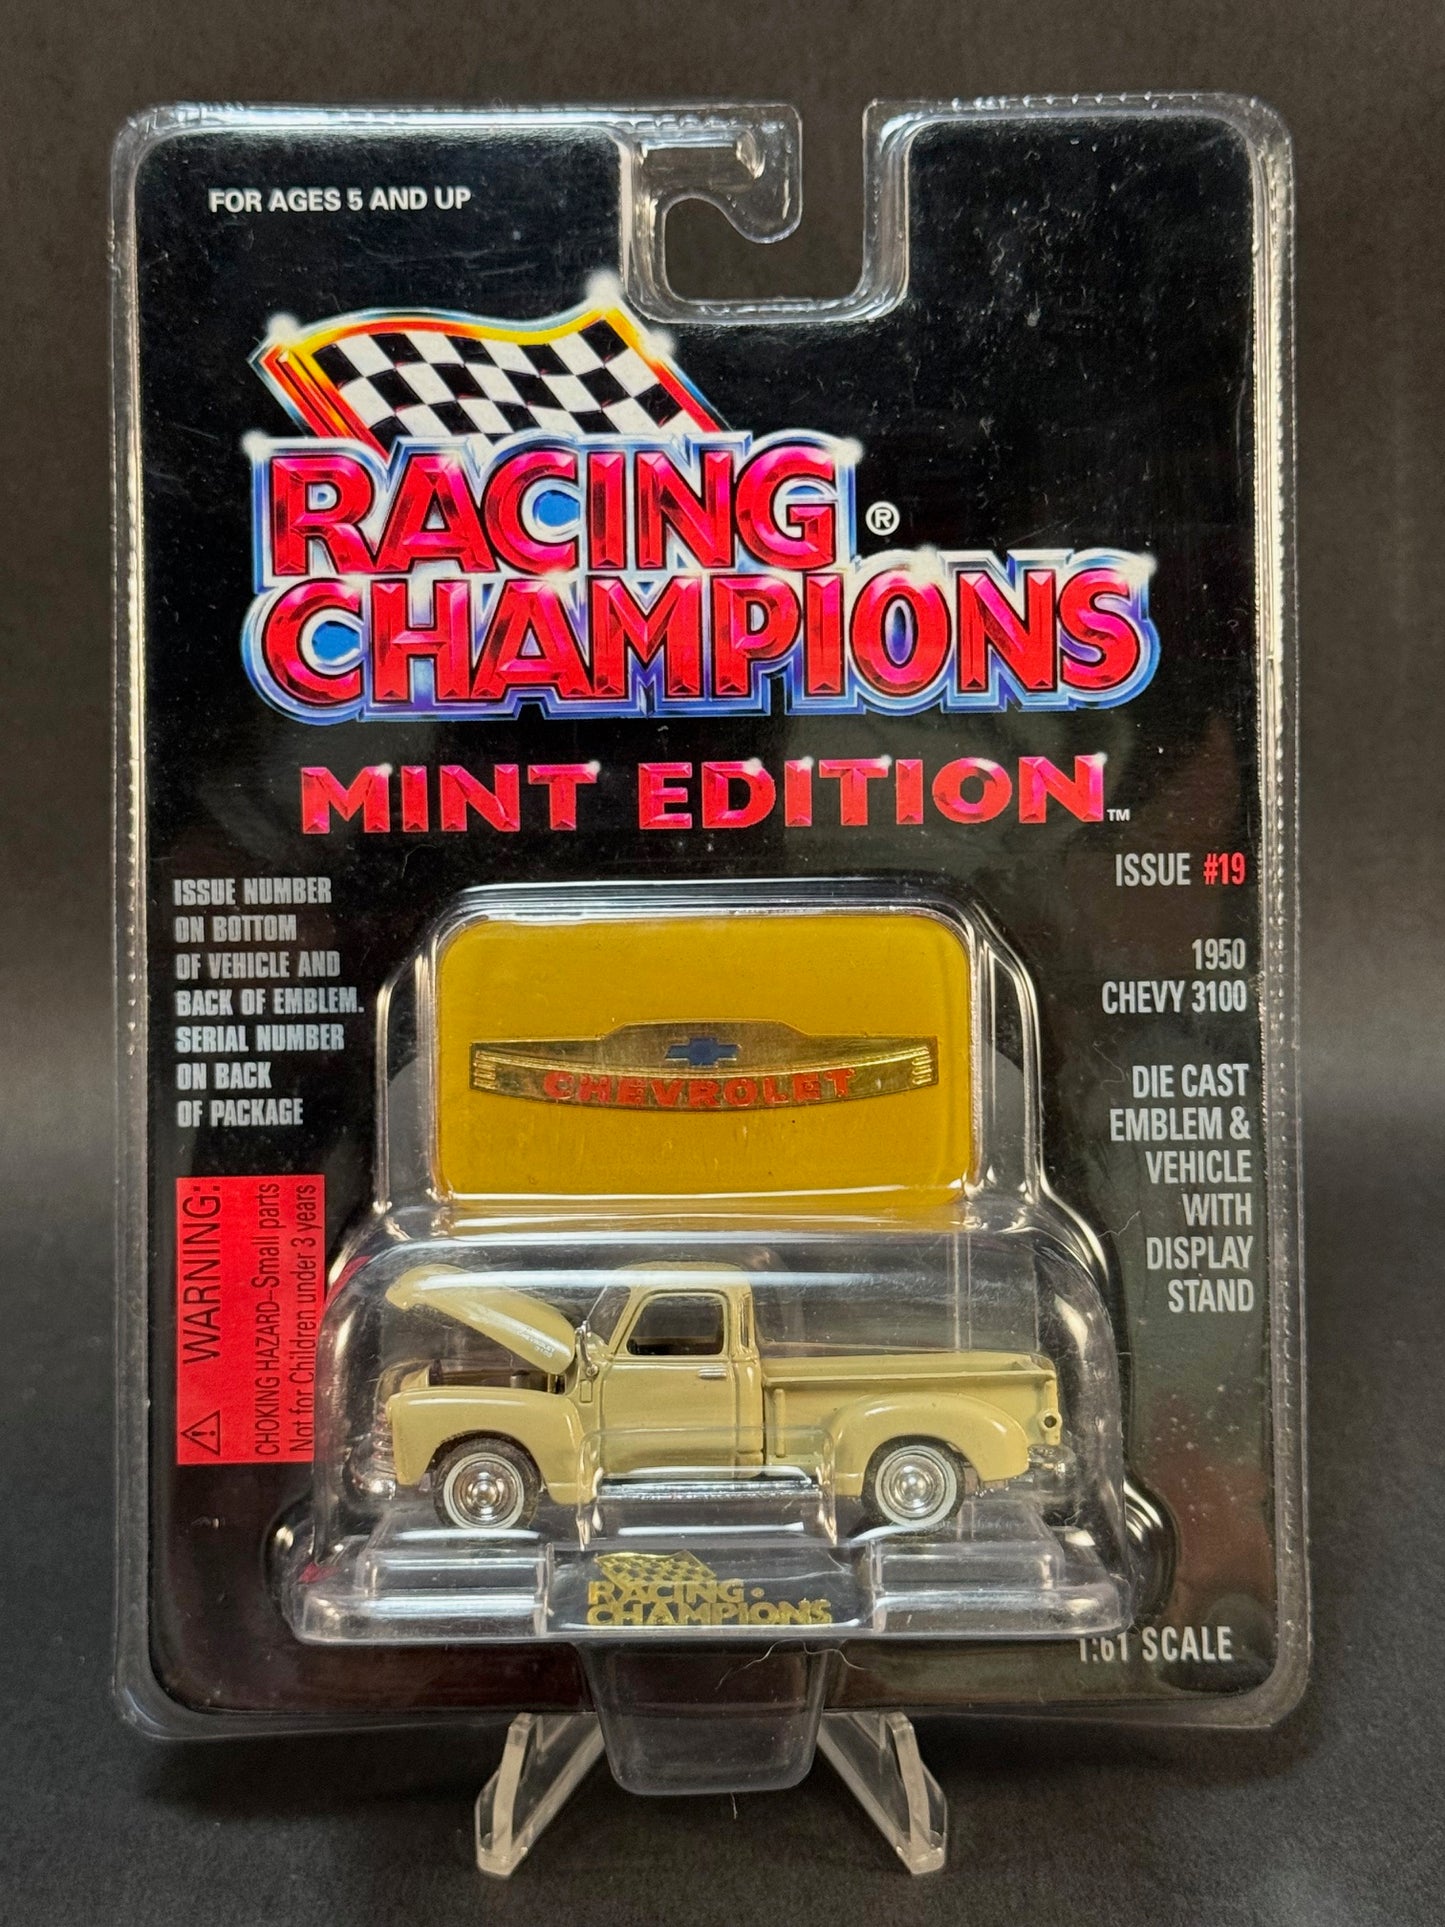 FOR AGES 5 AND UP
RACING
CHAMPIONS
®
MINT EDITION
™
ISSUE #19
ISSUE NUMBER
ON BOTTOM
OF VEHICLE AND
BACK OF EMBLEM.
SERIAL NUMBER
ON BACK
OF PACKAGE
1950
CHEVY 3100
DIE CAST
EMBLEM &
VEHICLE
WITH
DISPLAY
STAND
CHEVROLET
WARNING:
CHOKING HAZARD–Small parts
Not for Children under 3 years
RACING
CHAMPIONS
1:61 SCALE